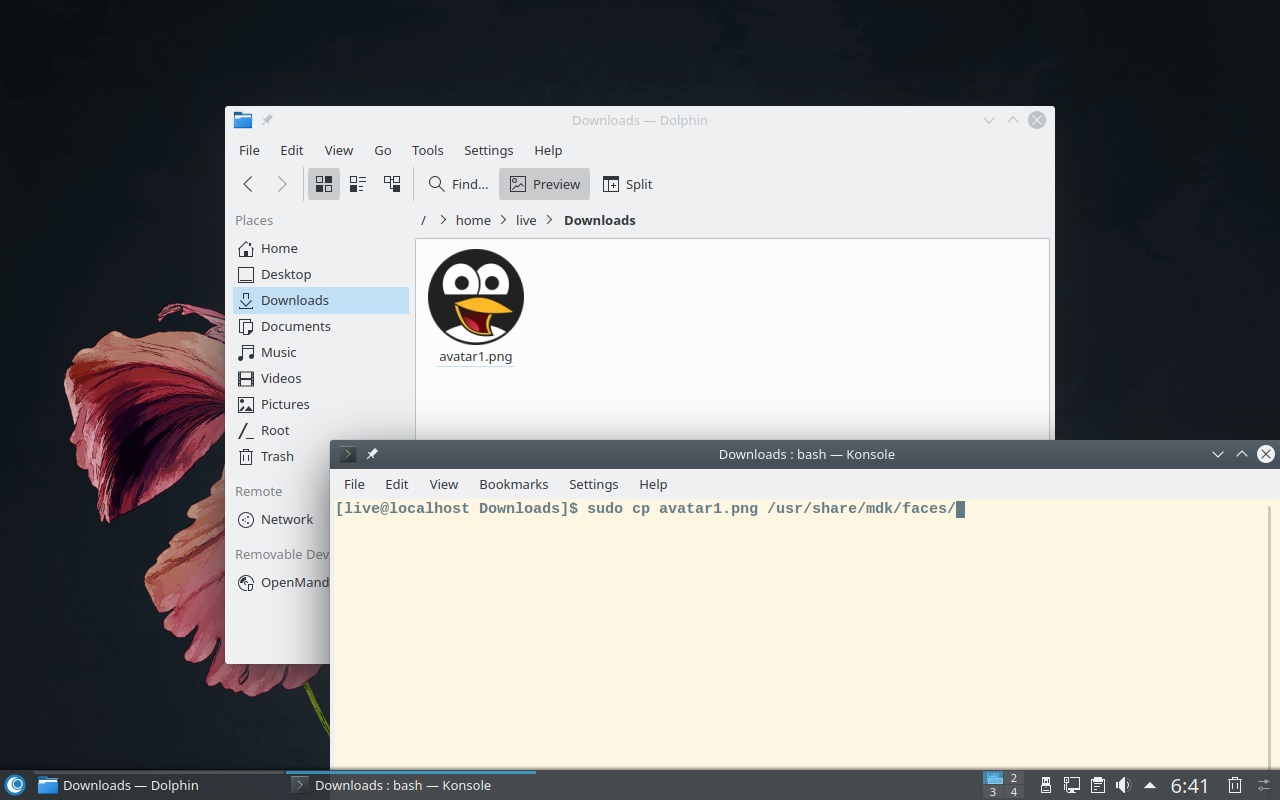 Downloads — Dolphin
File Edit View Go Tools Settings Help
Find... Preview Split
Places
/ home live Downloads
Home
Desktop
Downloads
Documents
Music
Videos
Pictures
Root
Trash
Remote
Network
Removable Dev
OpenMand
avatar1.png
Downloads : bash — Konsole
File Edit View Bookmarks Settings Help
[live@localhost Downloads]$ sudo cp avatar1.png /usr/share/mdk/faces/
Downloads — Dolphin
Downloads : bash — Konsole
2
3 4
6:41